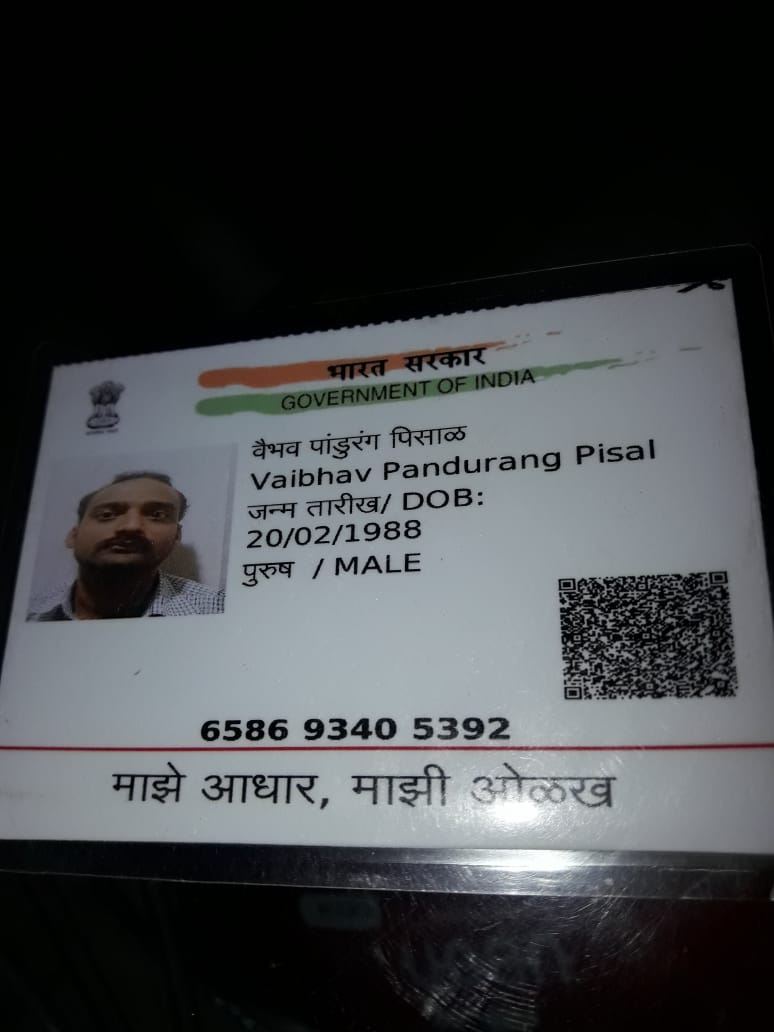 भारत सरकार
GOVERNMENT OF INDIA
वैभव पांडुरंग पिसाळ
Vaibhav Pandurang Pisal
जन्म तारीख/ DOB:
20/02/1988
पुरुष / MALE
6586 9340 5392
माझे आधार, माझी ओळख